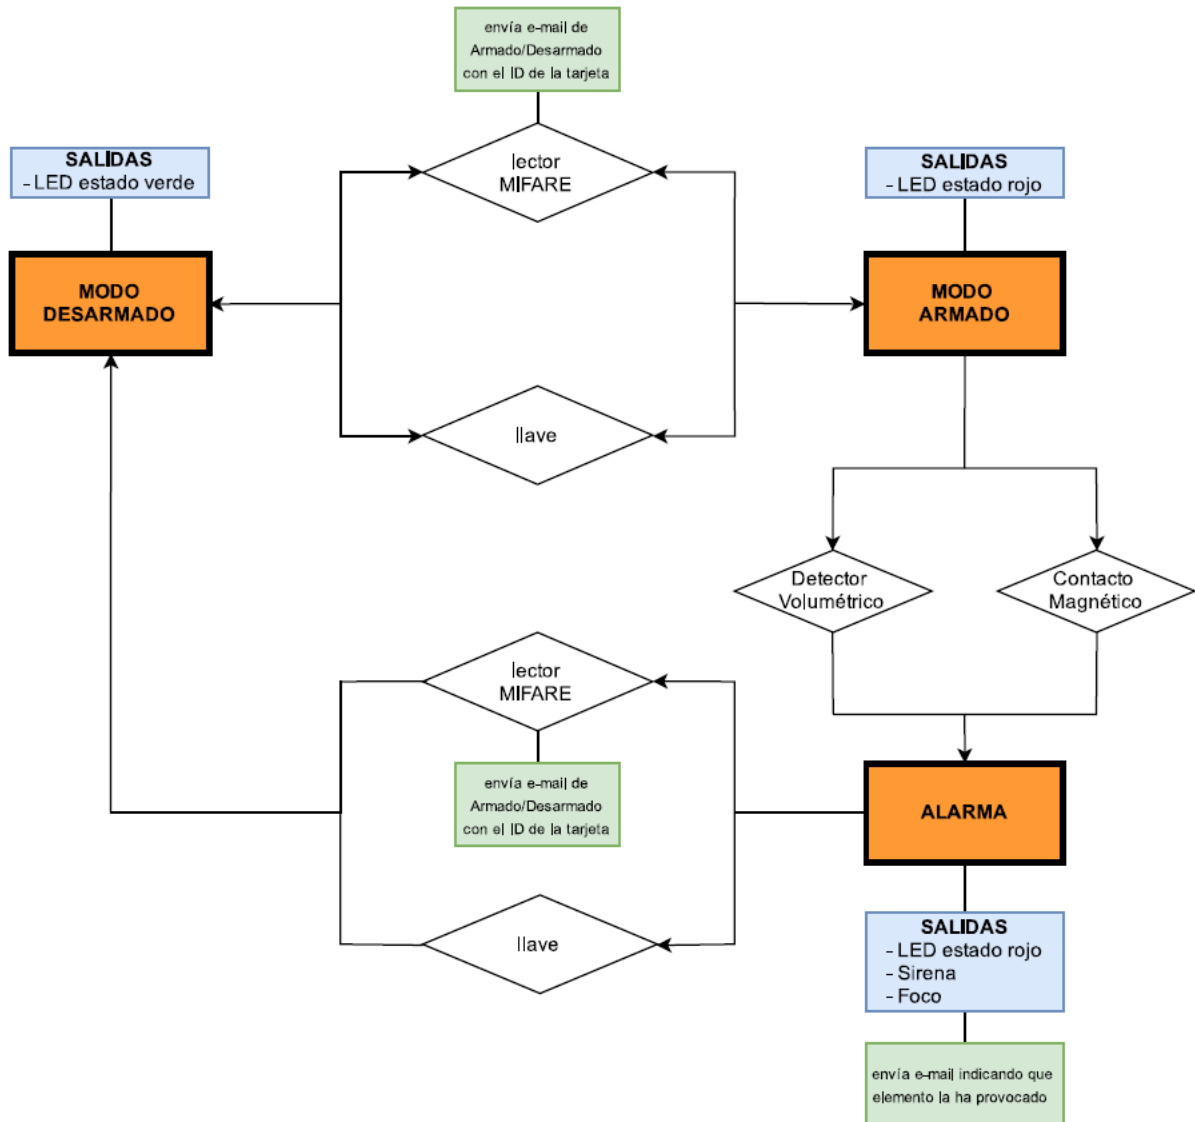 envía e-mail de
Armado/Desarmado
con el ID de la tarjeta
lector
MIFARE
SALIDAS
- LED estado verde
SALIDAS
- LED estado rojo
MODO
DESARMADO
MODO
ARMADO
llave
Detector
Volumétrico
Contacto
Magnético
lector
MIFARE
envía e-mail de
Armado/Desarmado
con el ID de la tarjeta
ALARMA
llave
SALIDAS
- LED estado rojo
- Sirena
- Foco
envía e-mail indicando que
elemento la ha provocado